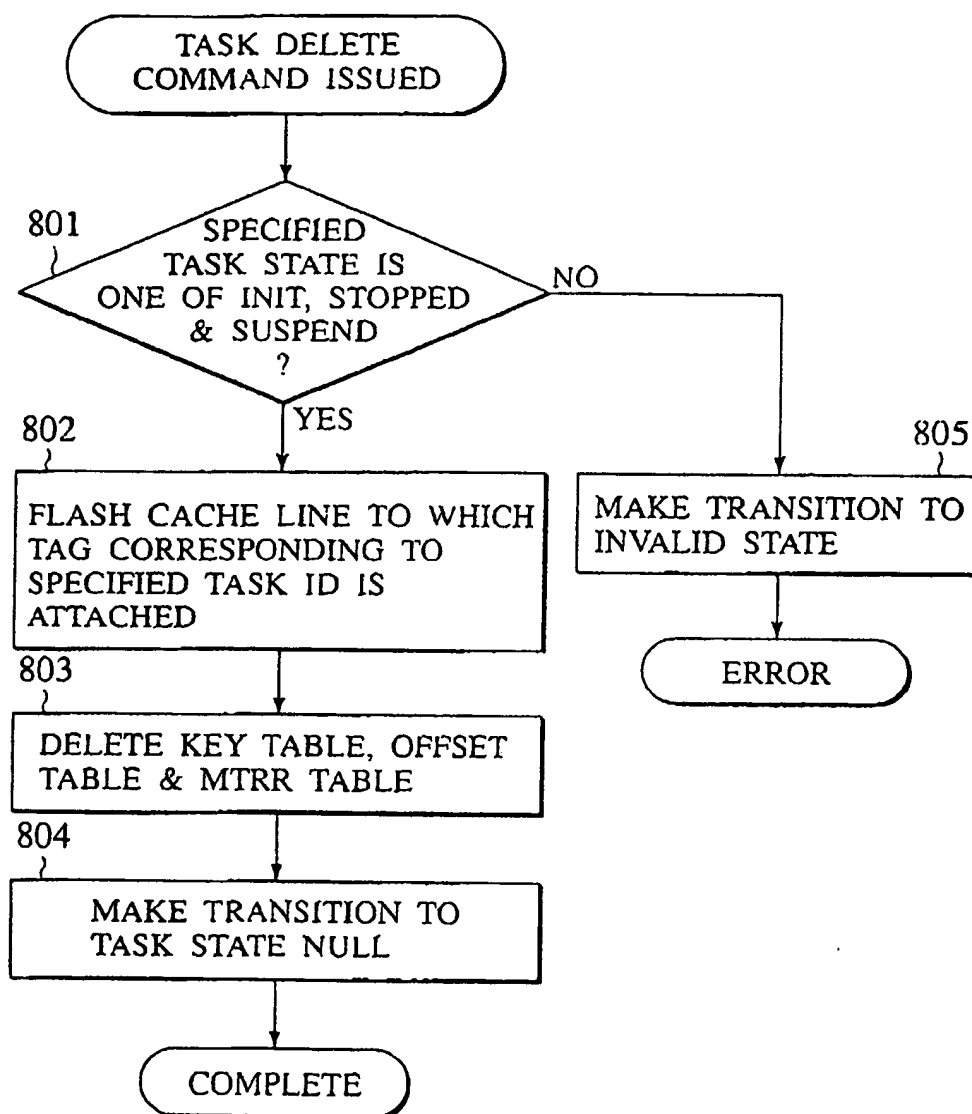 TASK DELETE
COMMAND ISSUED
801
SPECIFIED
TASK STATE IS
ONE OF INIT, STOPPED
& SUSPEND
?
NO
YES
802
FLASH CACHE LINE TO WHICH
TAG CORRESPONDING TO
SPECIFIED TASK ID IS
ATTACHED
805
MAKE TRANSITION TO
INVALID STATE
ERROR
803
DELETE KEY TABLE, OFFSET
TABLE & MTRR TABLE
804
MAKE TRANSITION TO
TASK STATE NULL
COMPLETE